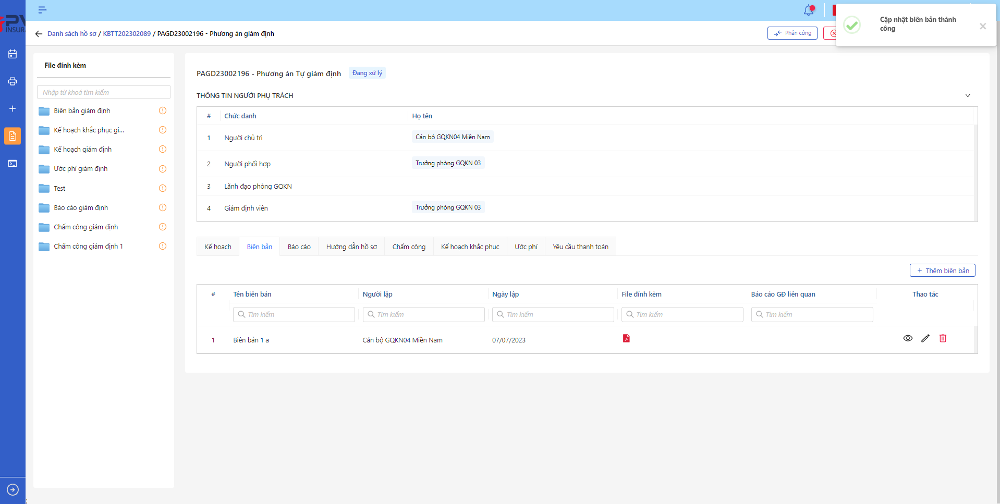 Danh sách hồ sơ / KBTT202302089 / PAGD23002196 - Phương án giám định
Phân công
Cập nhật biên bản thành
công
File đính kèm
Nhập từ khoá tìm kiếm
Biên bản giám định
Kế hoạch khắc phục gi...
Kế hoạch giám định
Ước phí giám định
Test
Báo cáo giám định
Chấm công giám định
Chấm công giám định 1
PAGD23002196 - Phương án Tự giám định Đang xử lý
THÔNG TIN NGƯỜI PHỤ TRÁCH
# Chức danh Họ tên
1 Người chủ trì Cán bộ GQKN04 Miền Nam
2 Người phối hợp Trưởng phòng GQKN 03
3 Lãnh đạo phòng GQKN
4 Giám định viên Trưởng phòng GQKN 03
Kế hoạch Biên bản Báo cáo Hướng dẫn hồ sơ Chấm công Kế hoạch khắc phục Ước phí Yêu cầu thanh toán
+ Thêm biên bản
# Tên biên bản Người lập Ngày lập File đính kèm Báo cáo GĐ liên quan Thao tác
Tìm kiếm Tìm kiếm Tìm kiếm Tìm kiếm Tìm kiếm
1 Biên bản 1 a Cán bộ GQKN04 Miền Nam 07/07/2023